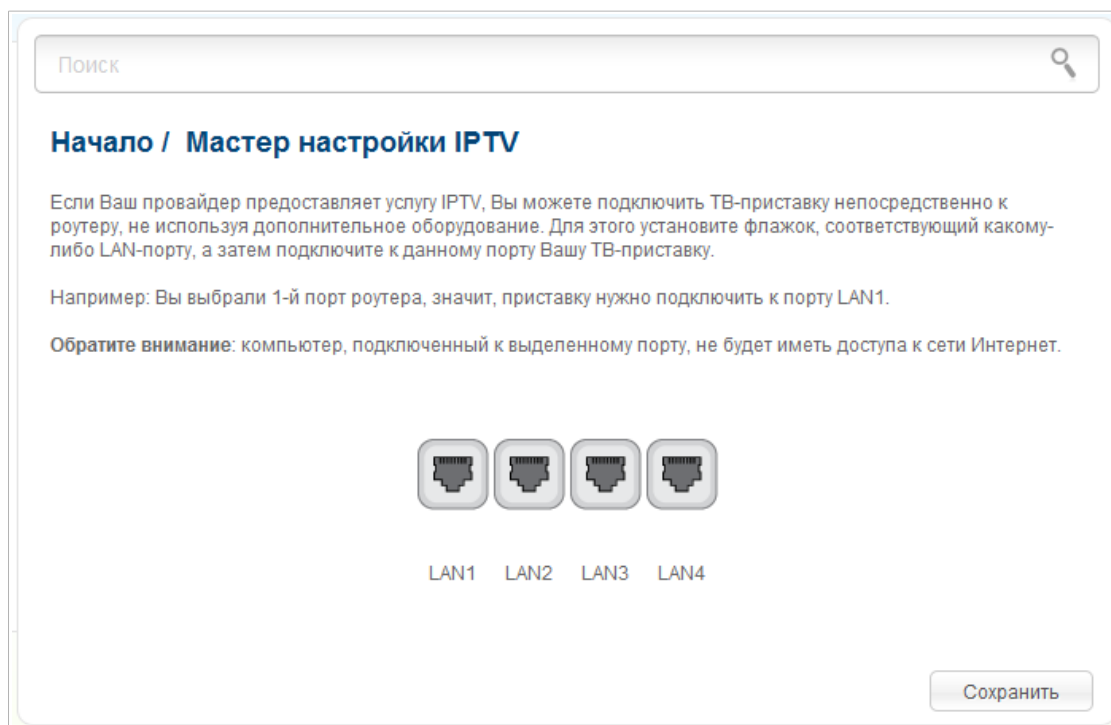 Поиск
Начало / Мастер настройки IPTV
Если Ваш провайдер предоставляет услугу IPTV, Вы можете подключить ТВ-приставку непосредственно к
роутеру, не используя дополнительное оборудование. Для этого установите флажок, соответствующий какому-
либо LAN-порту, а затем подключите к данному порту Вашу ТВ-приставку.
Например: Вы выбрали 1-й порт роутера, значит, приставку нужно подключить к порту LAN1.
Обратите внимание: компьютер, подключенный к выделенному порту, не будет иметь доступа к сети Интернет.
LAN1 LAN2 LAN3 LAN4
Сохранить